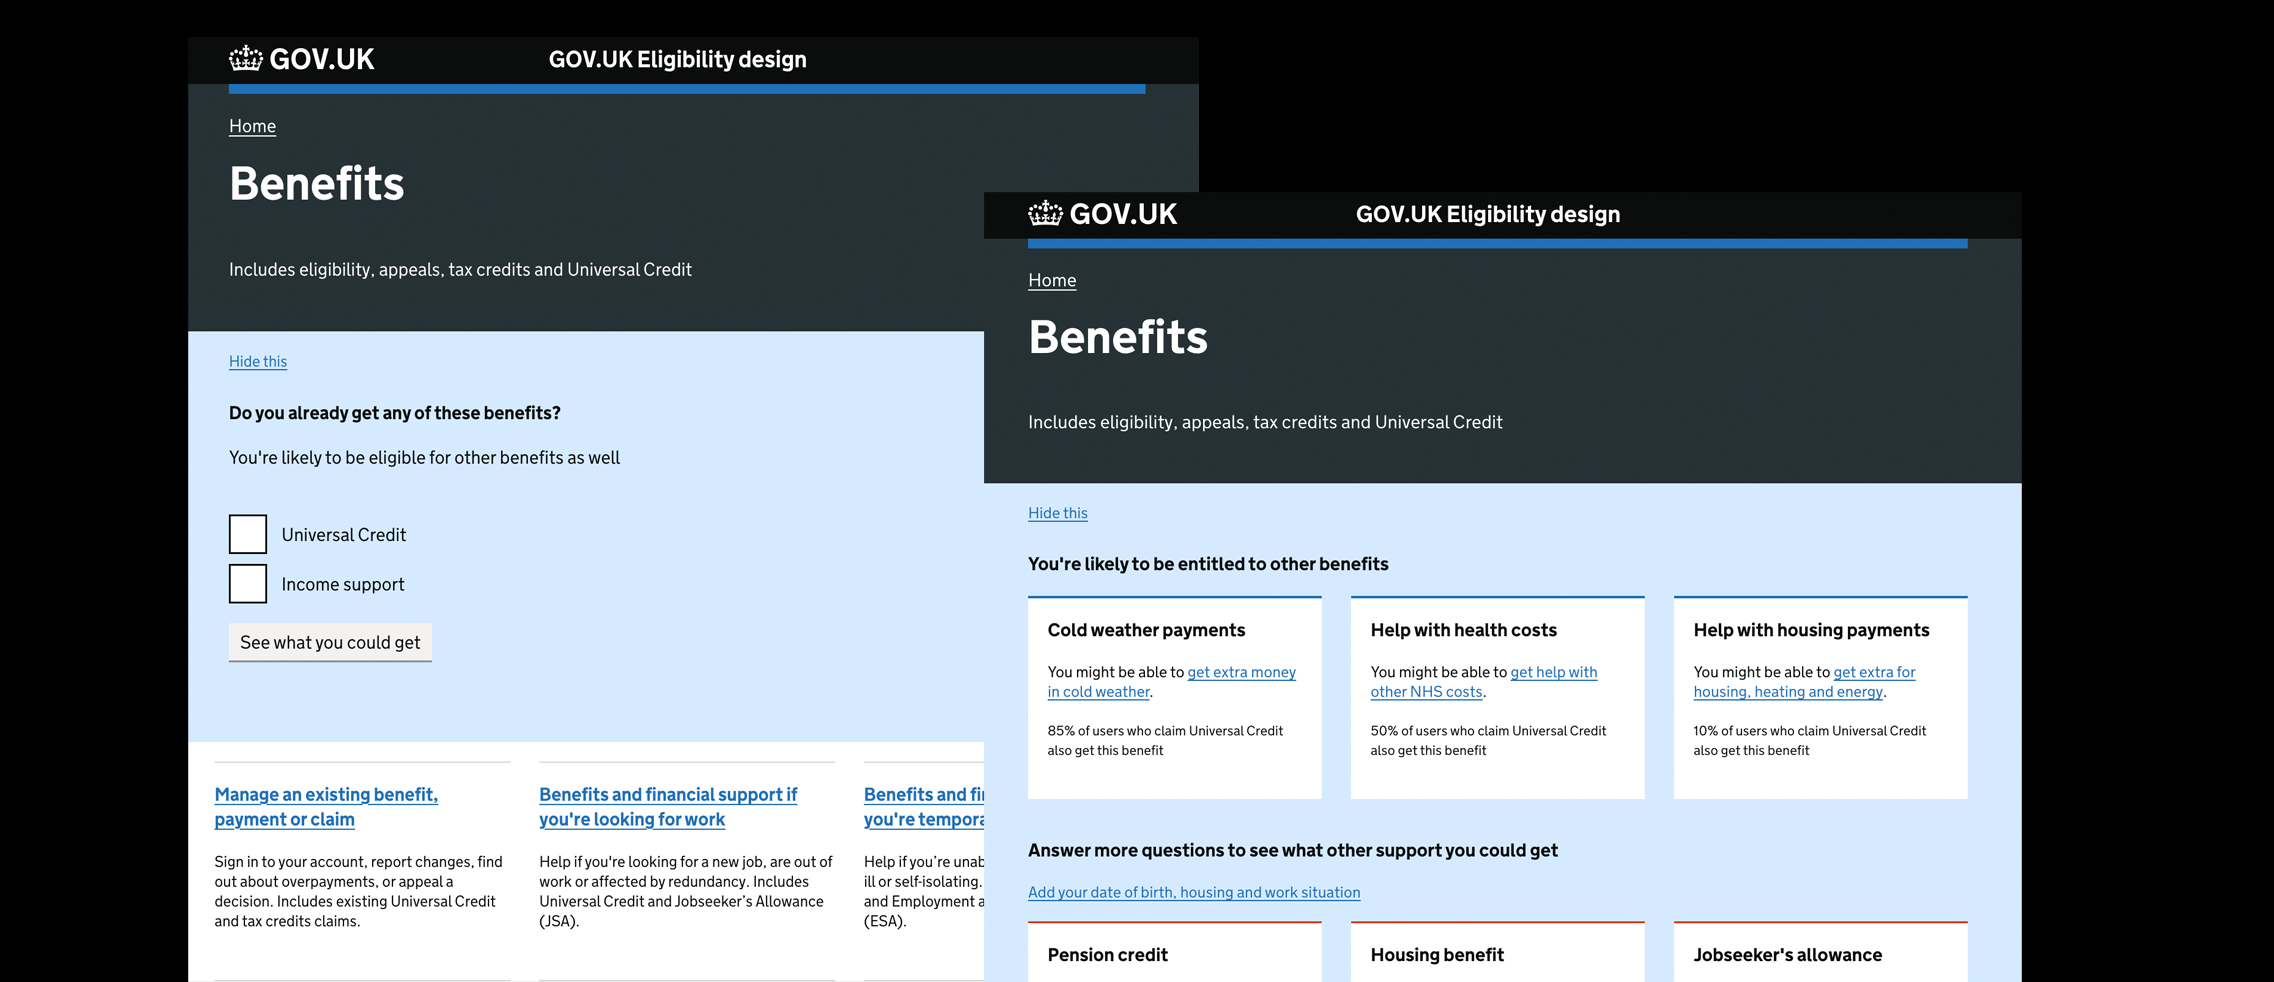 GOV.UK
GOV.UK Eligibility design
Home
Benefits
Includes eligibility, appeals, tax credits and Universal Credit
Hide this
Do you already get any of these benefits?
You're likely to be eligible for other benefits as well
Universal Credit
Income support
See what you could get
Manage an existing benefit,
payment or claim
Sign in to your account, report changes, find
out about overpayments, or appeal a
decision. Includes existing Universal Credit
and tax credits claims.
Benefits and financial support if
you're looking for work
Help if you're looking for a new job, are out of
work or affected by redundancy. Includes
Universal Credit and Jobseeker's Allowance
(JSA).
Benefits and
you're
Help if you’re
ill or self-isolating.
and Employment
(ESA).
GOV.UK
GOV.UK Eligibility design
Home
Benefits
Includes eligibility, appeals, tax credits and Universal Credit
Hide this
You're likely to be entitled to other benefits
Cold weather payments
You might be able to get extra money
in cold weather.
85% of users who claim Universal Credit
also get this benefit
Help with health costs
You might be able to get help with
other NHS costs.
50% of users who claim Universal Credit
also get this benefit
Help with housing payments
You might be able to get extra for
housing, heating and energy.
10% of users who claim Universal Credit
also get this benefit
Answer more questions to see what other support you could get
Add your date of birth, housing and work situation
Pension credit
Housing benefit
Jobseeker's allowance